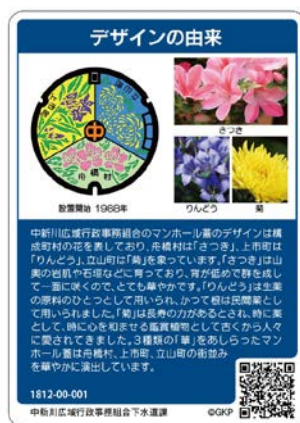 デザインの由来
上市町
立山町
中
舟橋村
さつき
りんどう
菊
設置開始 1968年
中新川広域行政事務組合のマンホール蓋のデザインは構
成町村の花を表しており、舟橋村は「さつき」、上市町は
「りんどう」、立山町は「菊」を象っています。「さつき」は山
奥の岩肌や石垣などに育っており、背が低めで群を成し
て一面に咲くので、とても華やかです。「りんどう」は生薬
の原料のひとつとして用いられ、かつて根は民間薬とし
て用いられました。「菊」は長寿の力があるとされ、時に薬
として、時に心を和ませる鑑賞植物として古くから人々
に愛されてきました。3種類の「華」をあしらったマン
ホール蓋は舟橋村、上市町、立山町の街並み
を華やかに演出しています。
1812-00-001
中新川広域行政事務組合下水道課
©GKP